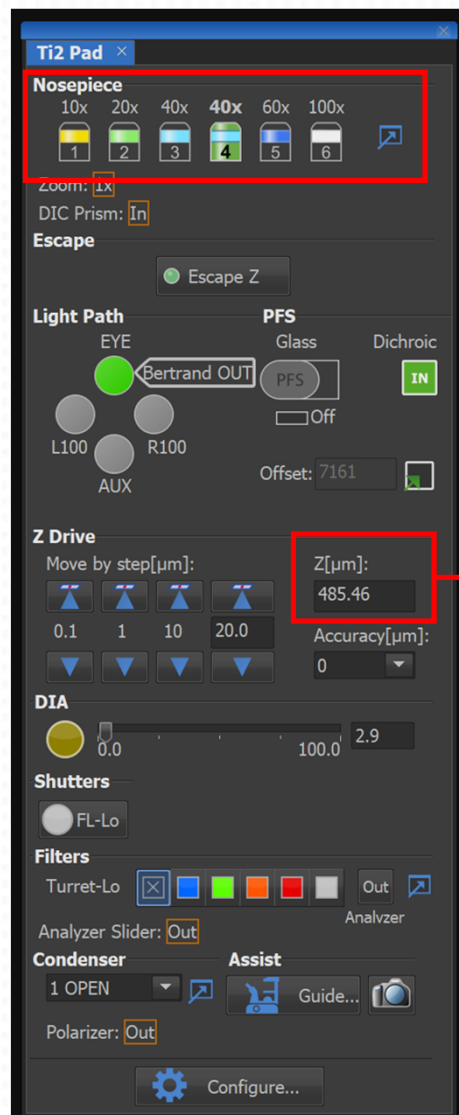 Ti2 Pad ×
Nosepiece
10x 20x 40x 40x 60x 100x
1 2 3 4 5 6
Zoom: 1x
DIC Prism: In
Escape
Escape Z
Light Path PFS
EYE Glass Dichroic
Bertrand OUT PFS IN
Off
L100 R100
AUX Offset: 7161
Z Drive
Move by step[µm]: Z[µm]:
485.46
0.1 1 10 20.0 Accuracy[µm]:
0
DIA
0.0 100.0 2.9
Shutters
FL-Lo
Filters
Turret-Lo Out
Analyzer
Analyzer Slider: Out
Condenser Assist
1 OPEN Guide...
Polarizer: Out
Configure...